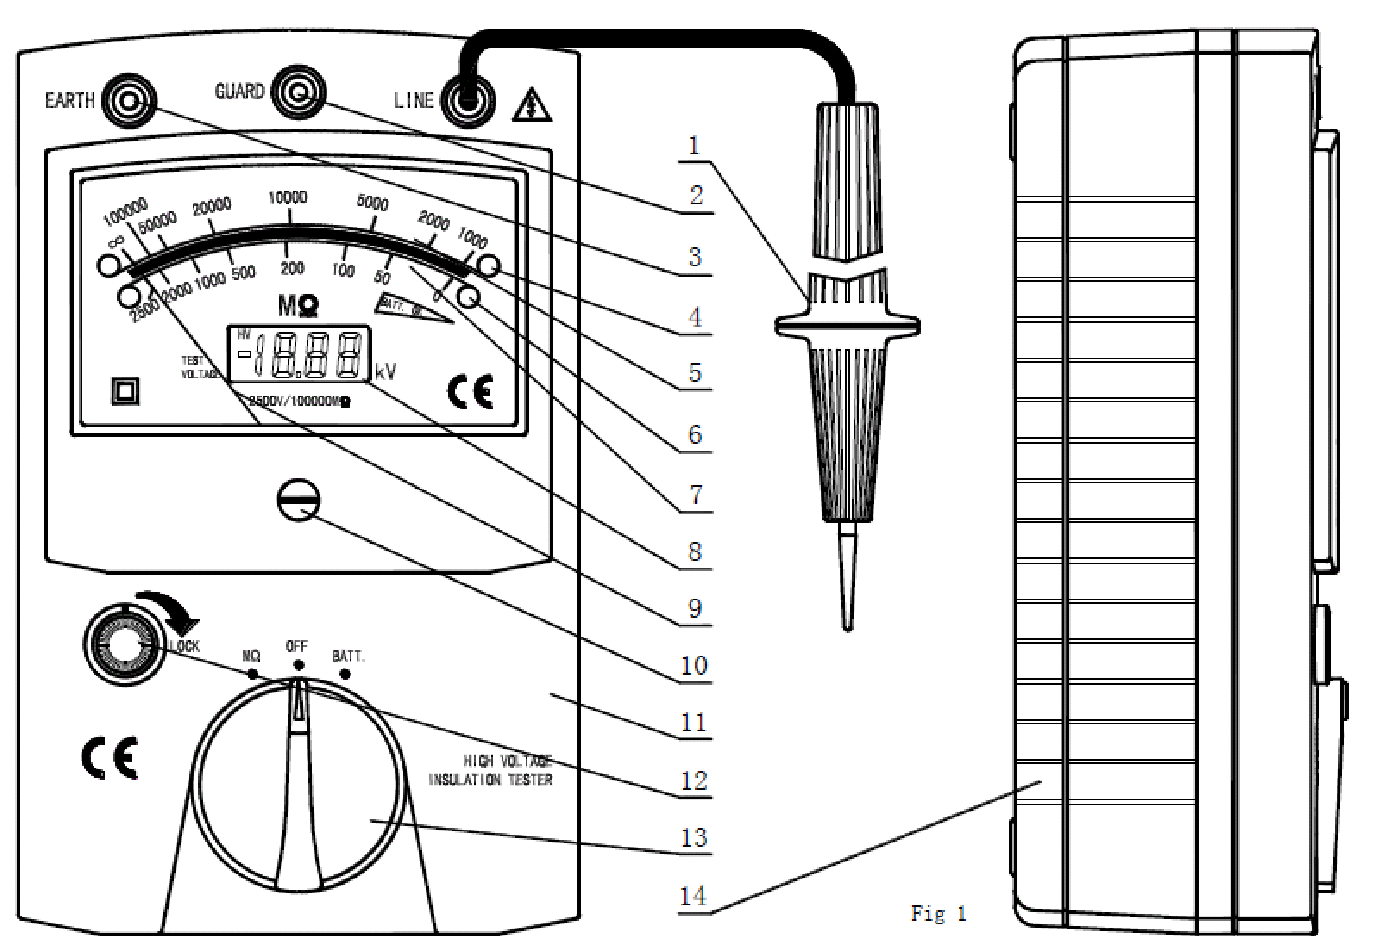 EARTH
GUARD
LINE
100000
50000
20000
10000
5000
2000
1000
∞
2500
2000
1000
500
200
100
50
0
MΩ
BATT.
HV
-18.88
kV
TEST
VOLTAGE
2500V/100000MΩ
CE
LOCK
MΩ
OFF
BATT.
CE
HIGH VOLTAGE
INSULATION TESTER
1
2
3
4
5
6
7
8
9
10
11
12
13
14
Fig 1